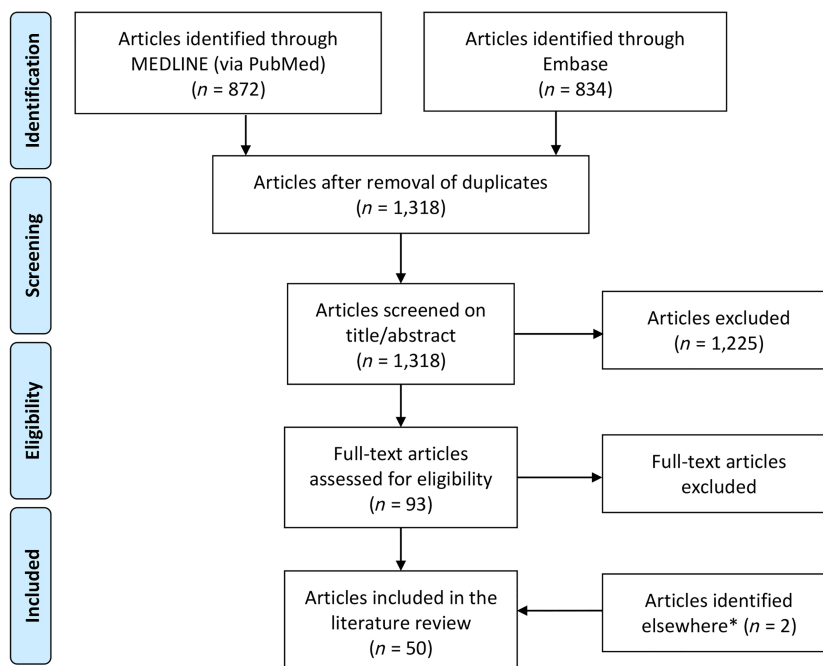 Identification
Articles identified through
MEDLINE (via PubMed)
(n = 872)
Articles identified through
Embase
(n = 834)
Articles after removal of duplicates
(n = 1,318)
Screening
Articles screened on
title/abstract
(n = 1,318)
Articles excluded
(n = 1,225)
Eligibility
Full-text articles
assessed for eligibility
(n = 93)
Full-text articles
excluded
Included
Articles included in the
literature review
(n = 50)
Articles identified
elsewhere* (n = 2)